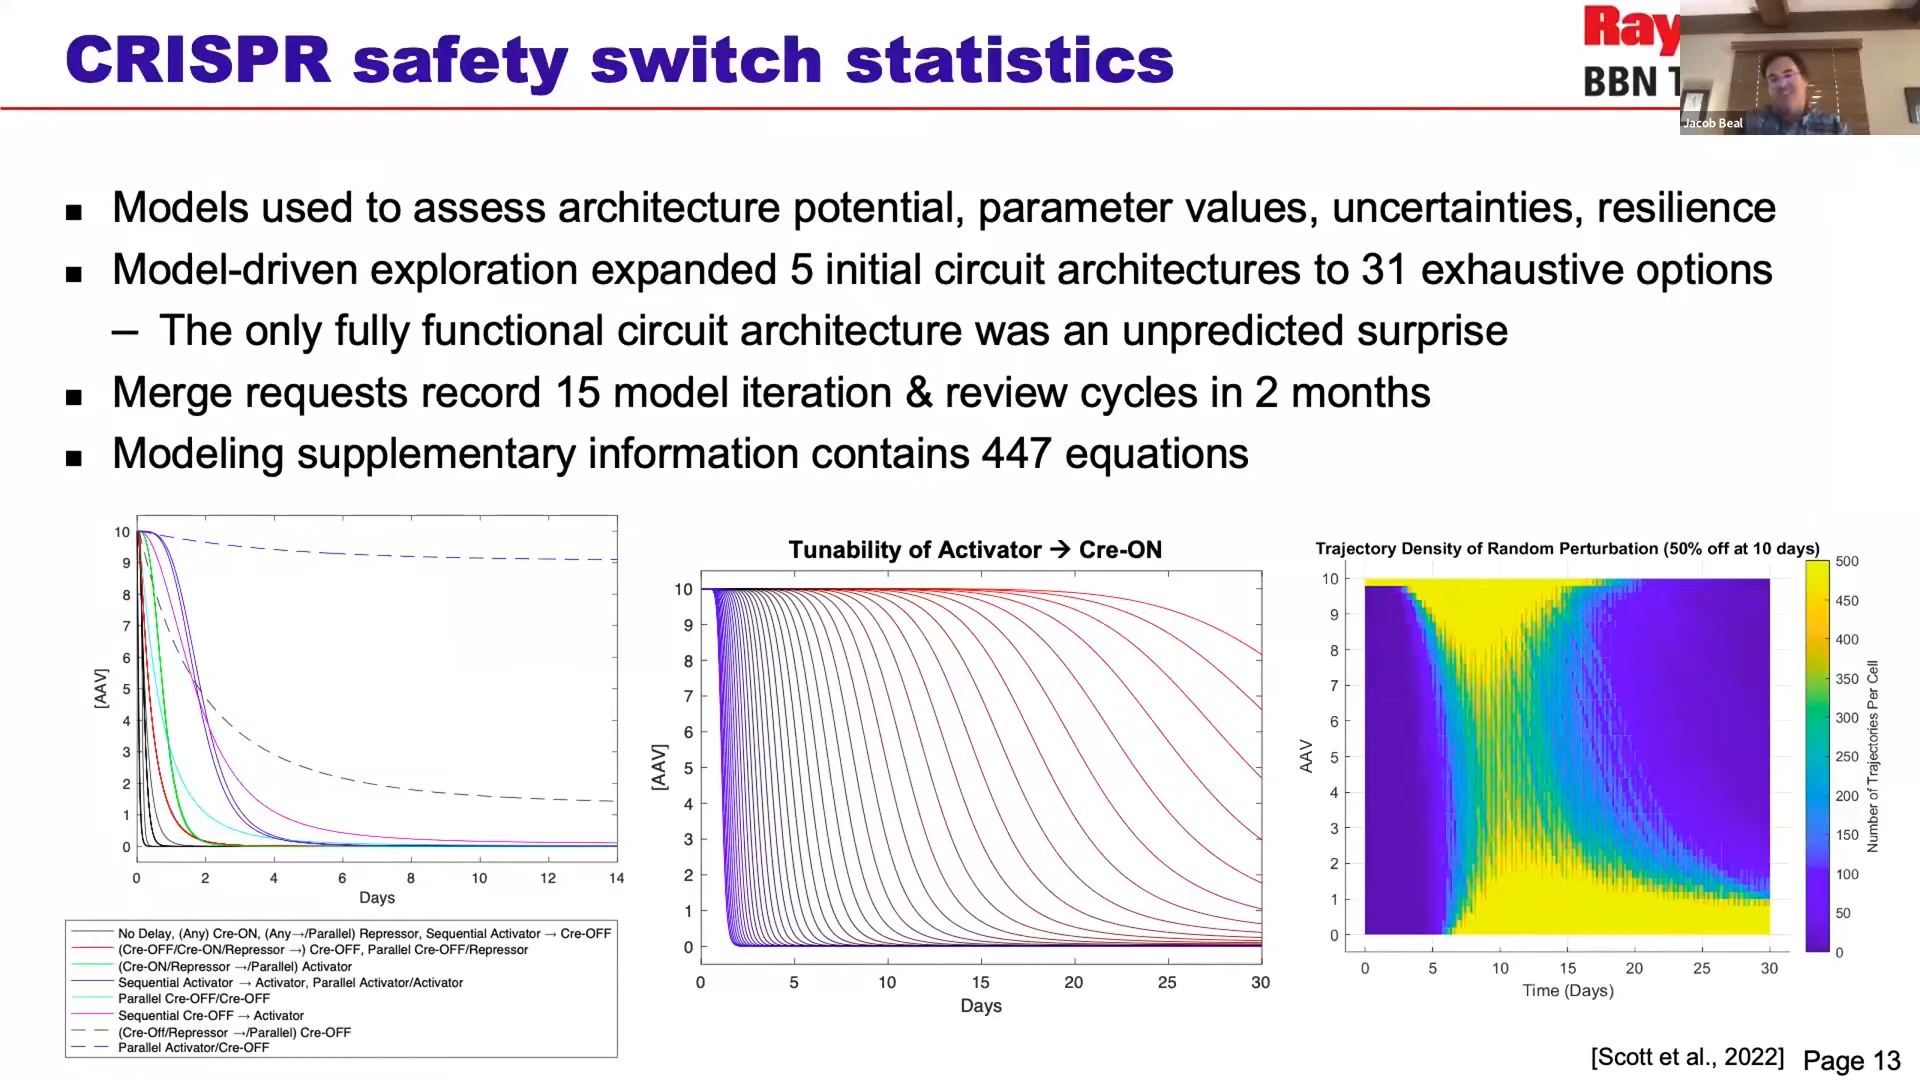 CRISPR safety switch statistics
Ray
BBN T
Jacob Beal
■ Models used to assess architecture potential, parameter values, uncertainties, resilience
■ Model-driven exploration expanded 5 initial circuit architectures to 31 exhaustive options
– The only fully functional circuit architecture was an unpredicted surprise
■ Merge requests record 15 model iteration & review cycles in 2 months
■ Modeling supplementary information contains 447 equations
10
9
8
7
6
5
4
3
2
1
0
[AAV]
0 2 4 6 8 10 12 14
Days
No Delay, (Any) Cre-ON, (Any→/Parallel) Repressor, Sequential Activator → Cre-OFF
(Cre-OFF/Cre-ON/Repressor →) Cre-OFF, Parallel Cre-OFF/Repressor
(Cre-ON/Repressor →/Parallel) Activator
Sequential Activator → Activator, Parallel Activator/Activator
Parallel Cre-OFF/Cre-OFF
Sequential Cre-OFF → Activator
(Cre-Off/Repressor →/Parallel) Cre-OFF
Parallel Activator/Cre-OFF
Tunability of Activator → Cre-ON
10
9
8
7
6
5
4
3
2
1
0
[AAV]
0 5 10 15 20 25 30
Days
Trajectory Density of Random Perturbation (50% off at 10 days)
10
9
8
7
6
5
4
3
2
1
0
AAV
0 5 10 15 20 25 30
Time (Days)
500
450
400
350
300
250
200
150
100
50
0
Number of Trajectories Per Cell
[Scott et al., 2022] Page 13